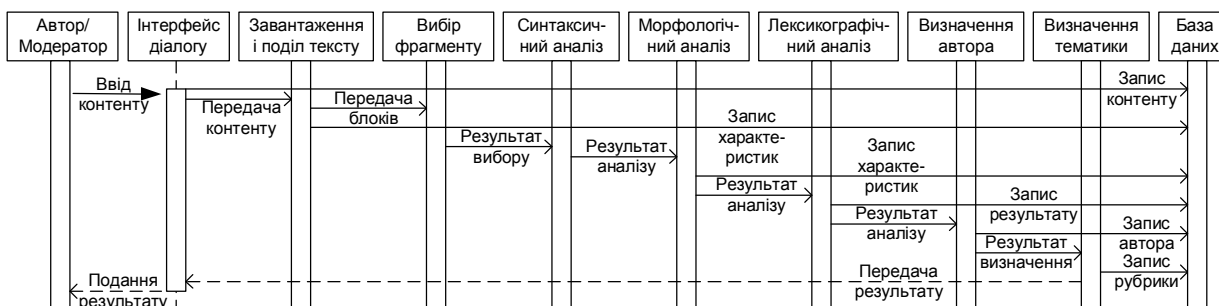 Автор/
Модератор
Інтерфейс
діалогу
Завантаження
і поділ тексту
Вибір
фрагменту
Синтаксич-
ний аналіз
Морфологіч-
ний аналіз
Лексикографіч-
ний аналіз
Визначення
автора
Визначення
тематики
База
даних
Ввід
контенту
Передача
контенту
Запис
контенту
Передача
блоків
Результат
вибору
Результат
аналізу
Запис
характе-
ристик
Результат
аналізу
Запис
характе-
ристик
Результат
аналізу
Запис
результату
Результат
визначення
Запис
автора
Запис
рубрики
Передача
результату
Подання
результату